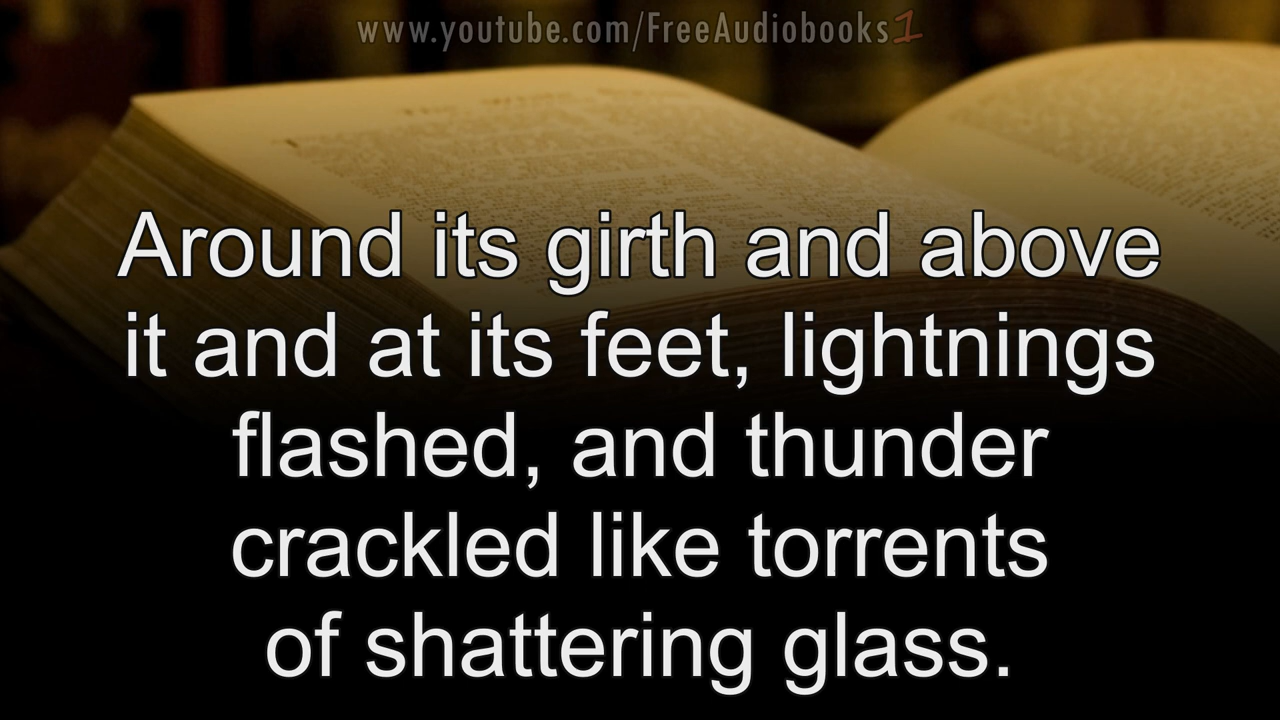 www.youtube.com/FreeAudiobooks1
Around its girth and above
it and at its feet, lightnings
flashed, and thunder
crackled like torrents
of shattering glass.